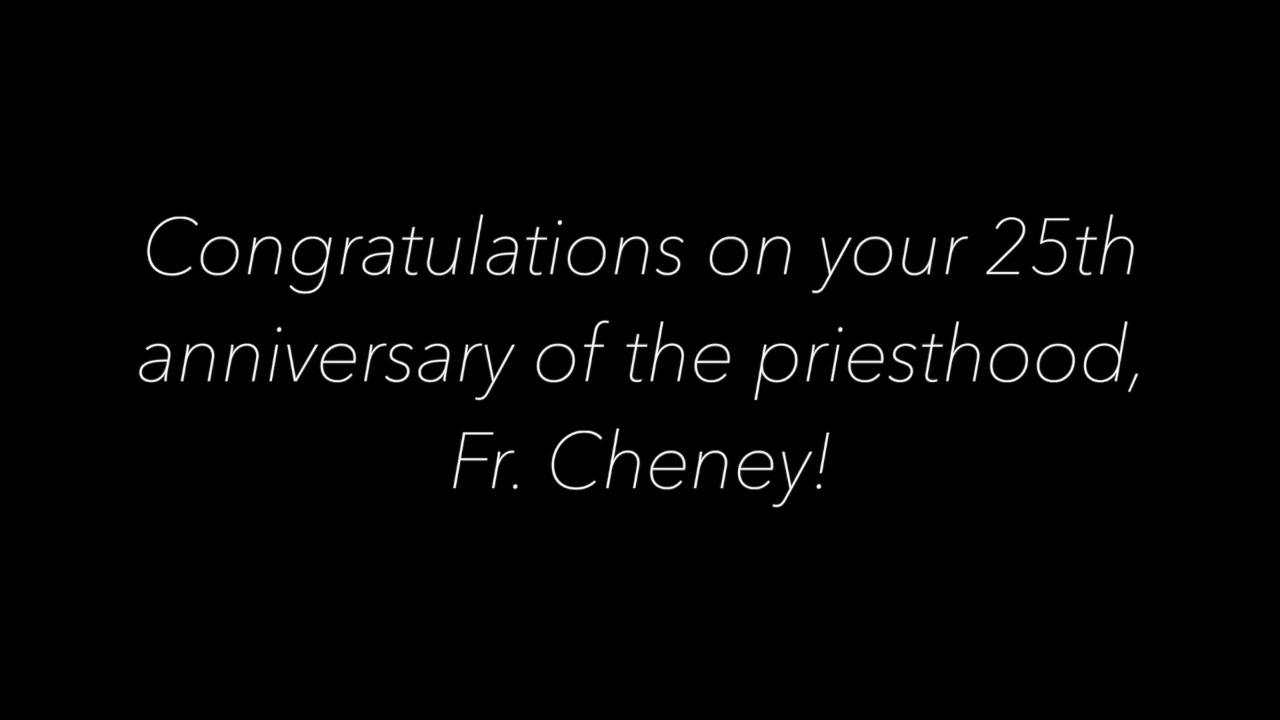 Congratulations on your 25th
anniversary of the priesthood,
Fr. Cheney!